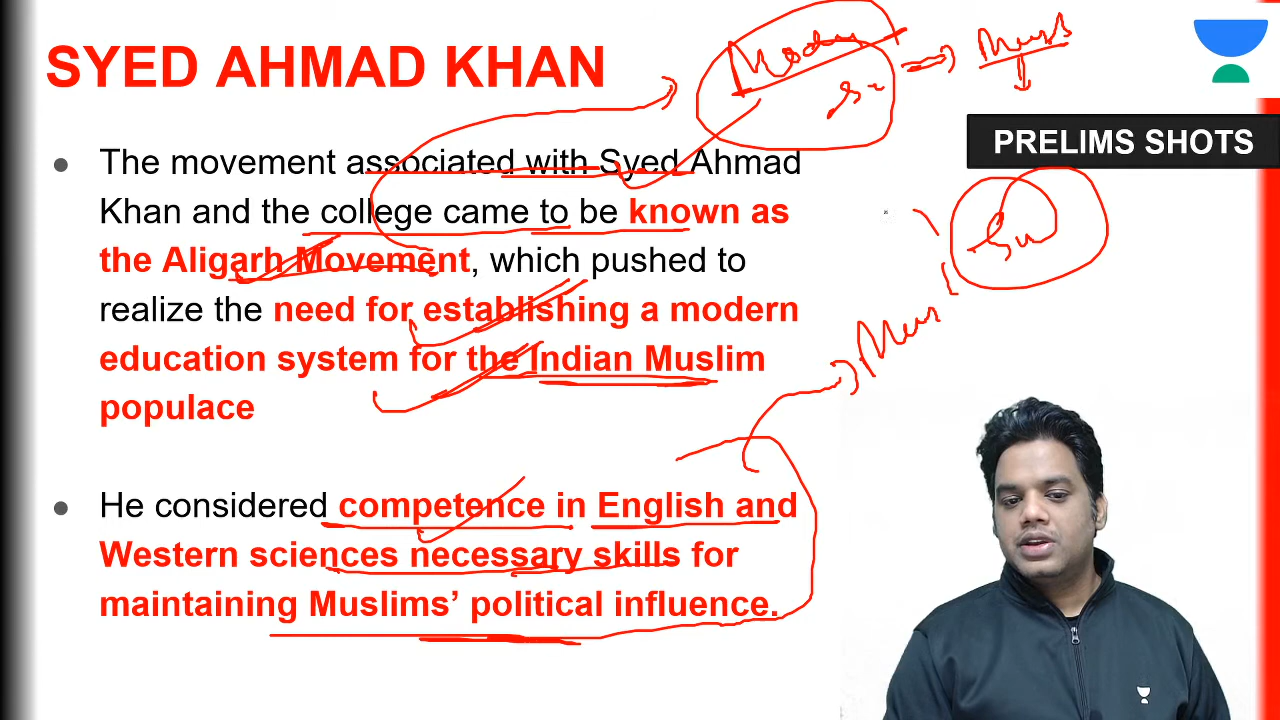 SYED AHMAD KHAN
PRELIMS SHOTS
The movement associated with Syed Ahmad
Khan and the college came to be known as
the Aligarh Movement, which pushed to
realize the need for establishing a modern
education system for the Indian Muslim
populace
He considered competence in English and
Western sciences necessary skills for
maintaining Muslims’ political influence.